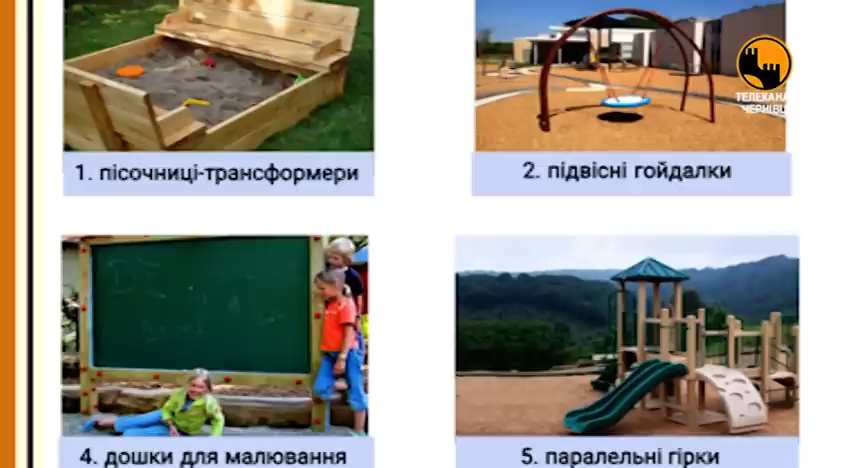 ТЕЛЕКАНАЛ
ЧЕРНІВЦІ
1. пісочниці-трансформери
2. підвісні гойдалки
4. дошки для малювання
5. паралельні гірки